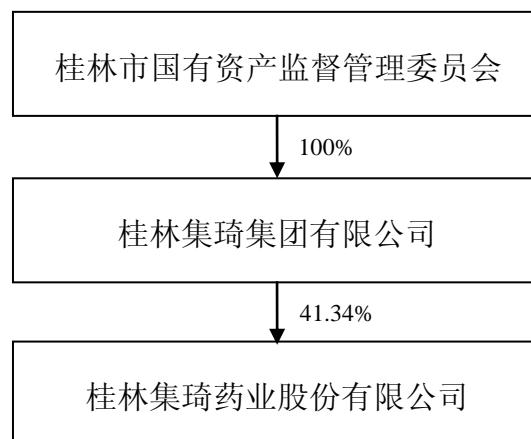 桂林市国有资产监督管理委员会
100%
桂林集琦集团有限公司
41.34%
桂林集琦药业股份有限公司